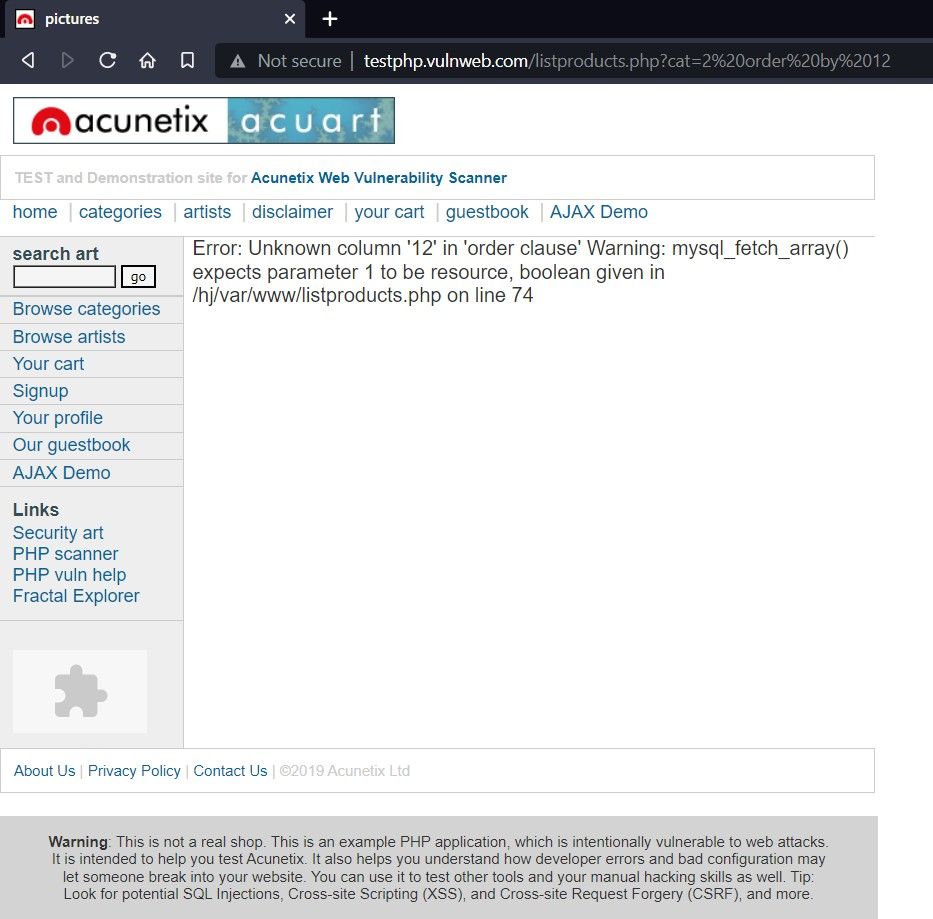 pictures
Not secure | testphp.vulnweb.com/listproducts.php?cat=2%20order%20by%2012
acunetix acuart
TEST and Demonstration site for Acunetix Web Vulnerability Scanner
home | categories | artists | disclaimer | your cart | guestbook | AJAX Demo
search art
go
Browse categories
Browse artists
Your cart
Signup
Your profile
Our guestbook
AJAX Demo
Links
Security art
PHP scanner
PHP vuln help
Fractal Explorer
Error: Unknown column '12' in 'order clause' Warning: mysql_fetch_array()
expects parameter 1 to be resource, boolean given in
/hj/var/www/listproducts.php on line 74
About Us | Privacy Policy | Contact Us | ©2019 Acunetix Ltd
Warning: This is not a real shop. This is an example PHP application, which is intentionally vulnerable to web attacks.
It is intended to help you test Acunetix. It also helps you understand how developer errors and bad configuration may
let someone break into your website. You can use it to test other tools and your manual hacking skills as well. Tip:
Look for potential SQL Injections, Cross-site Scripting (XSS), and Cross-site Request Forgery (CSRF), and more.